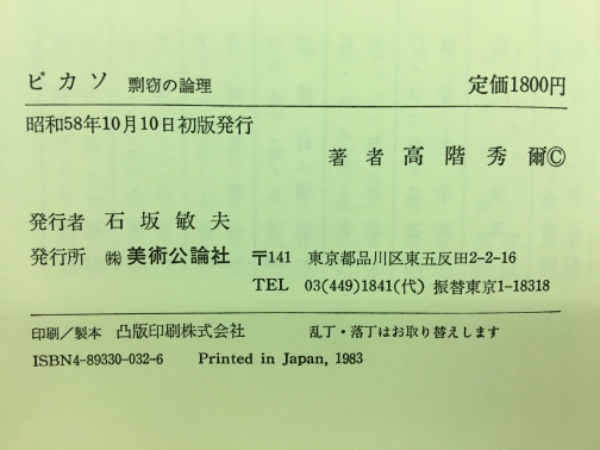 ピカソ 剽窃の論理 定価1800円
昭和58年10月10日初版発行
著者 高階秀爾©
発行者 石坂敏夫
発行所 ㈱ 美術公論社 〒141 東京都品川区東五反田2-2-16
TEL 03(449)1841(代) 振替東京1-18318
印刷/製本 凸版印刷株式会社 乱丁・落丁はお取り替えします
ISBN4-89330-032-6 Printed in Japan, 1983